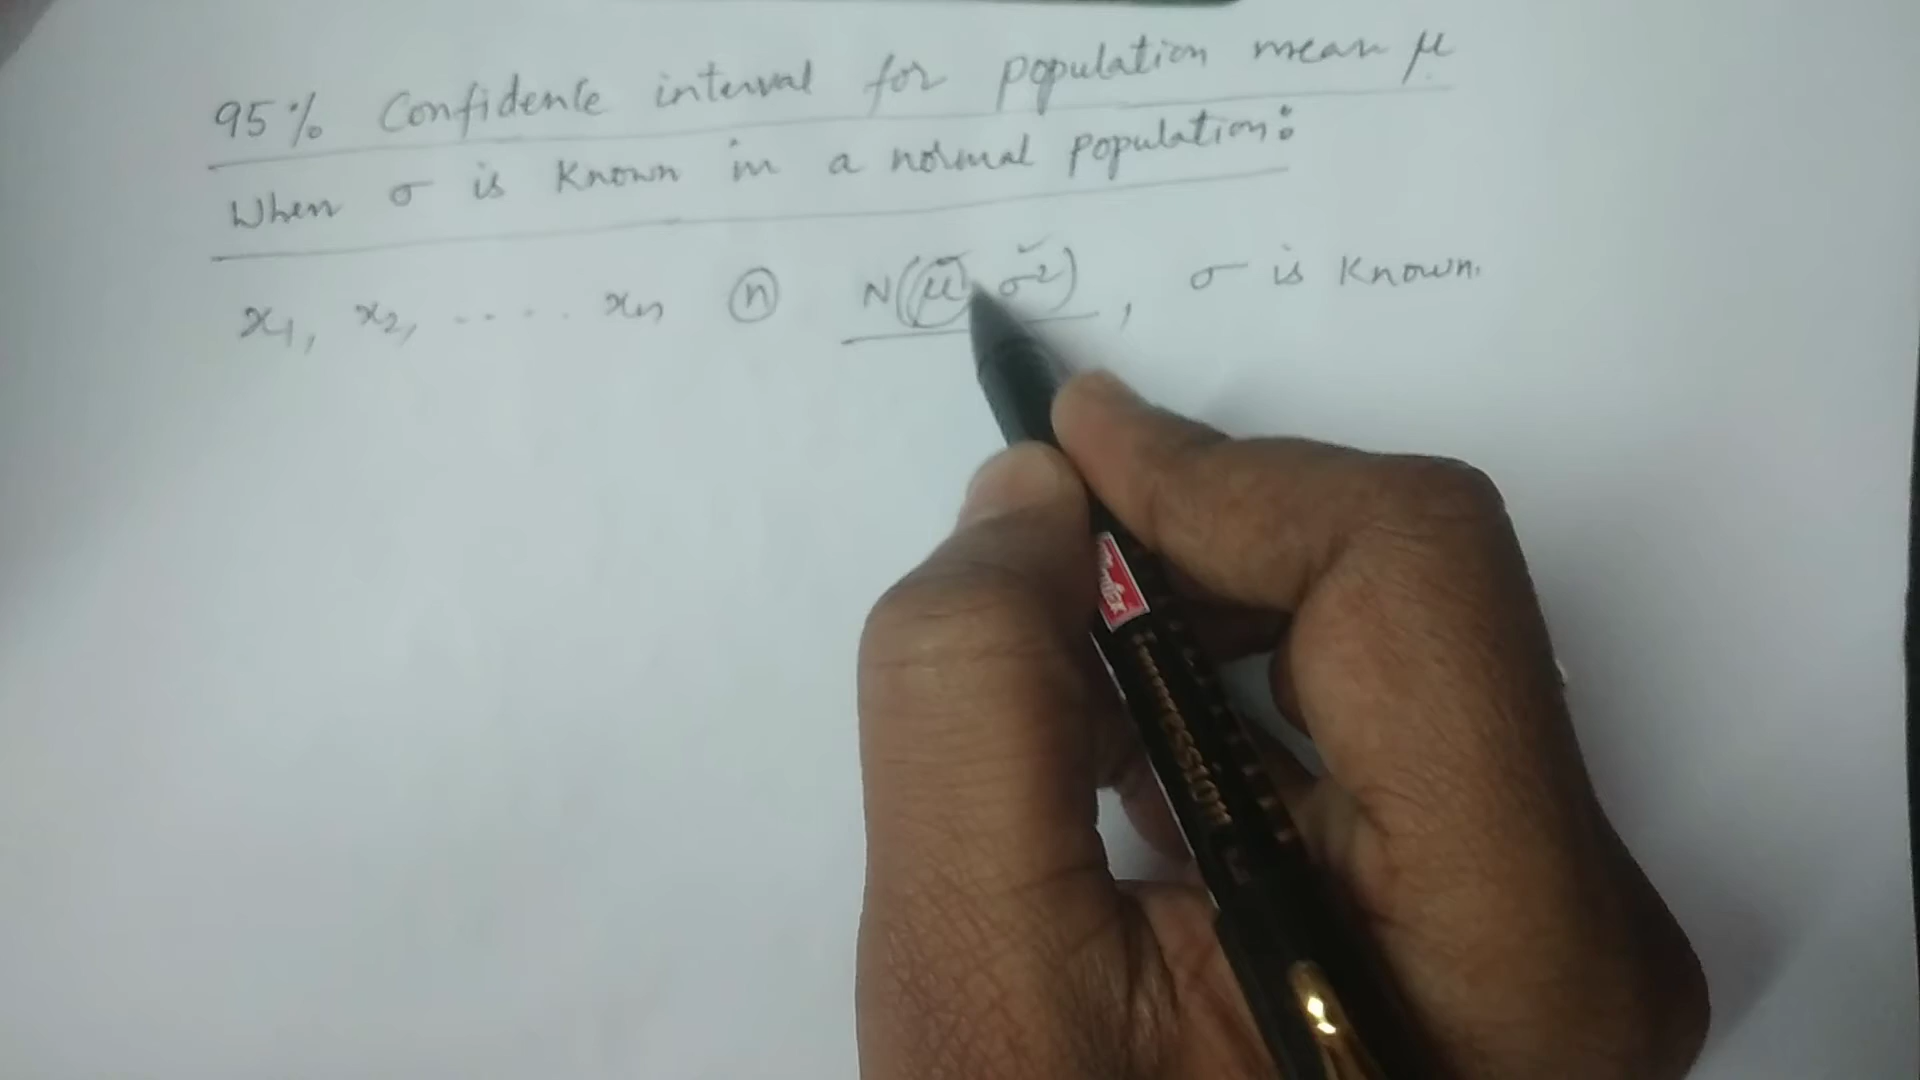 95% Confidence interval for population mean μ
When σ is known in a normal population:
x₁, x₂, ..... xₙ ⓝ N(μ, σ²), σ is known.